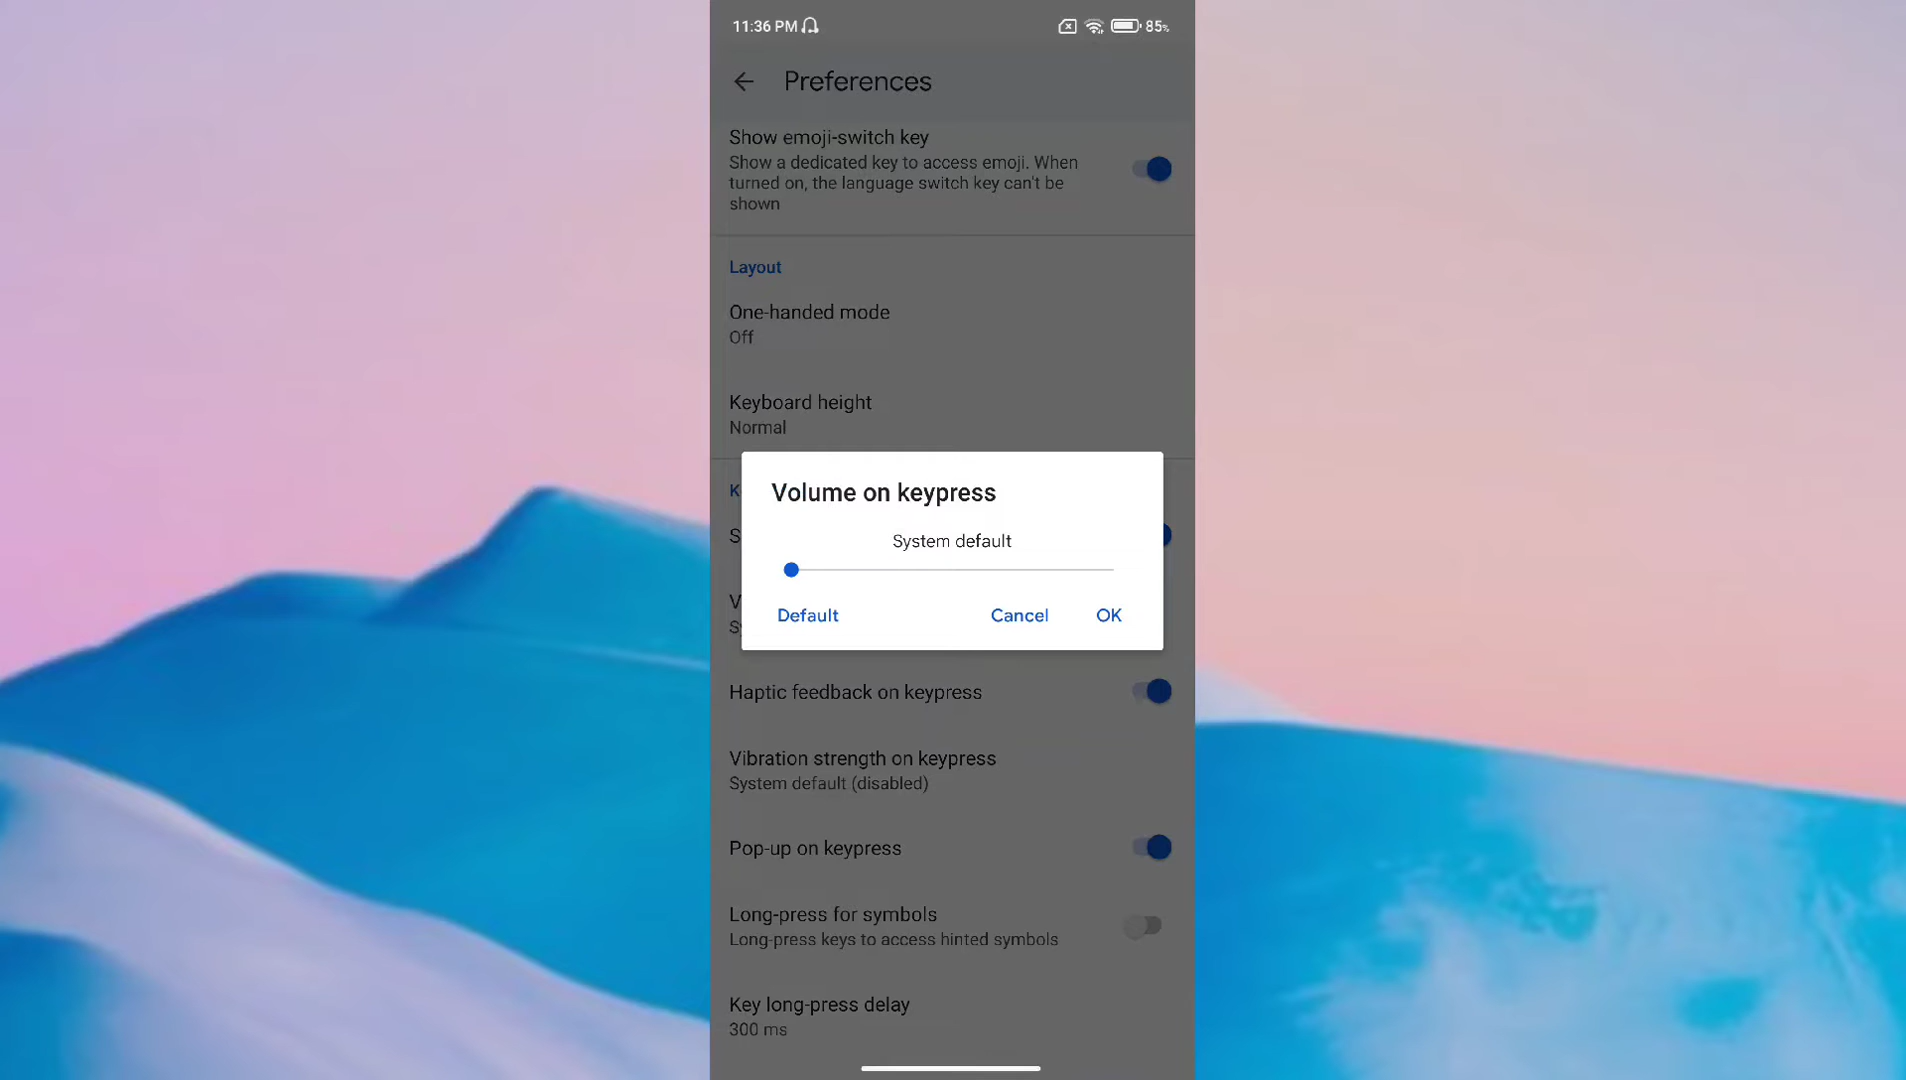 11:36 PM
85%
Preferences
Show emoji-switch key
Show a dedicated key to access emoji. When
turned on, the language switch key can't be
shown
Layout
One-handed mode
Off
Keyboard height
Normal
K
Volume on keypress
S
System default
V
Sy
Default
Cancel
OK
Haptic feedback on keypress
Vibration strength on keypress
System default (disabled)
Pop-up on keypress
Long-press for symbols
Long-press keys to access hinted symbols
Key long-press delay
300 ms